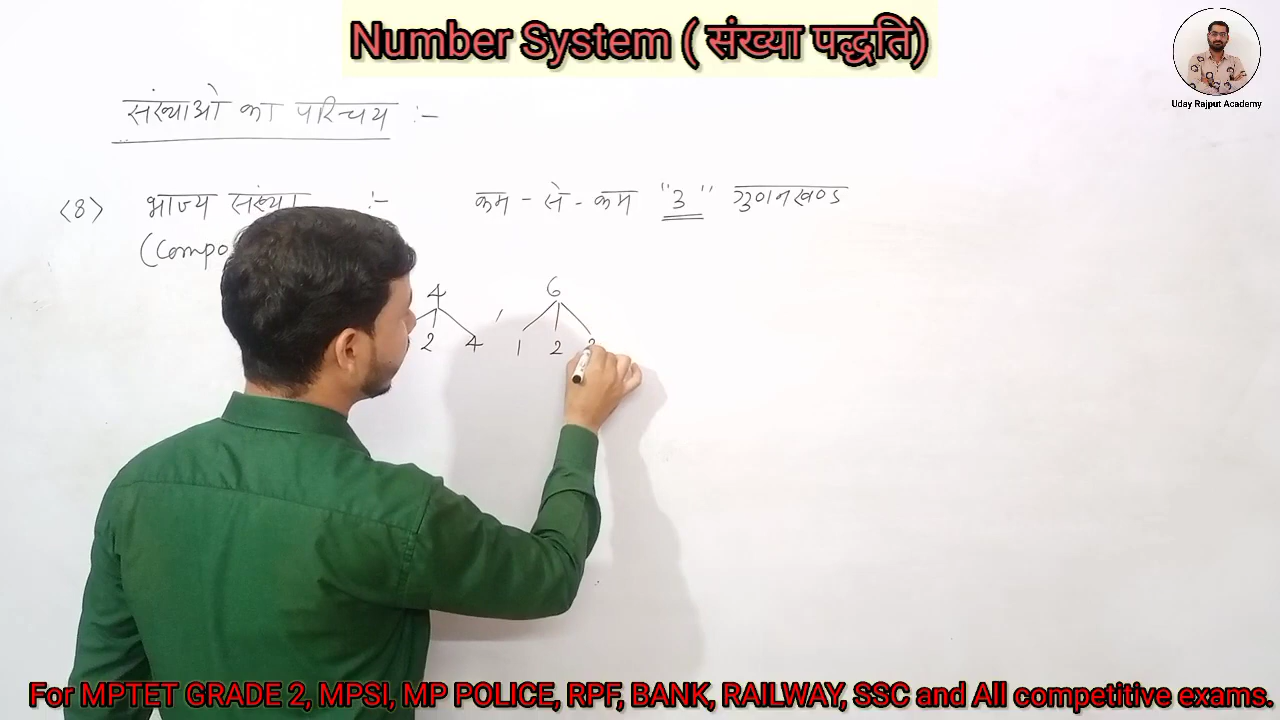 Number System ( संख्या पद्धति)
Uday Rajput Academy
संख्याओ का परिचय :-
(8) भाज्य संख्या :- कम - से - कम "3" गुणनखण्ड
(Compo
4 , 6
2 4 1 2
For MPTET GRADE 2, MPSI, MP POLICE, RPF, BANK, RAILWAY, SSC and All competitive exams.